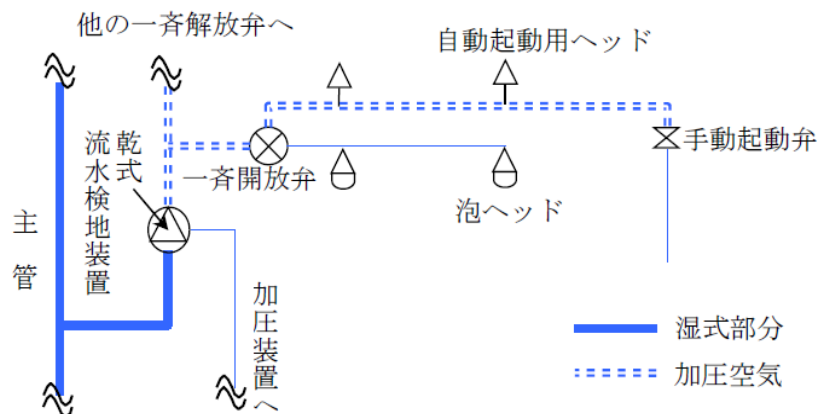 他の一斉解放弁へ
自動起動用ヘッド
手動起動弁
一斉開放弁
泡ヘッド
乾式
流水検地装置
主管
加圧装置へ
湿式部分
加圧空気